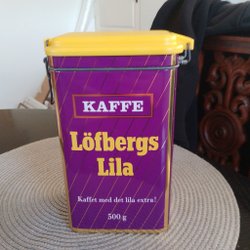 KAFFE
Löfbergs
Lila
Kaffet med det lila extra!
500 g